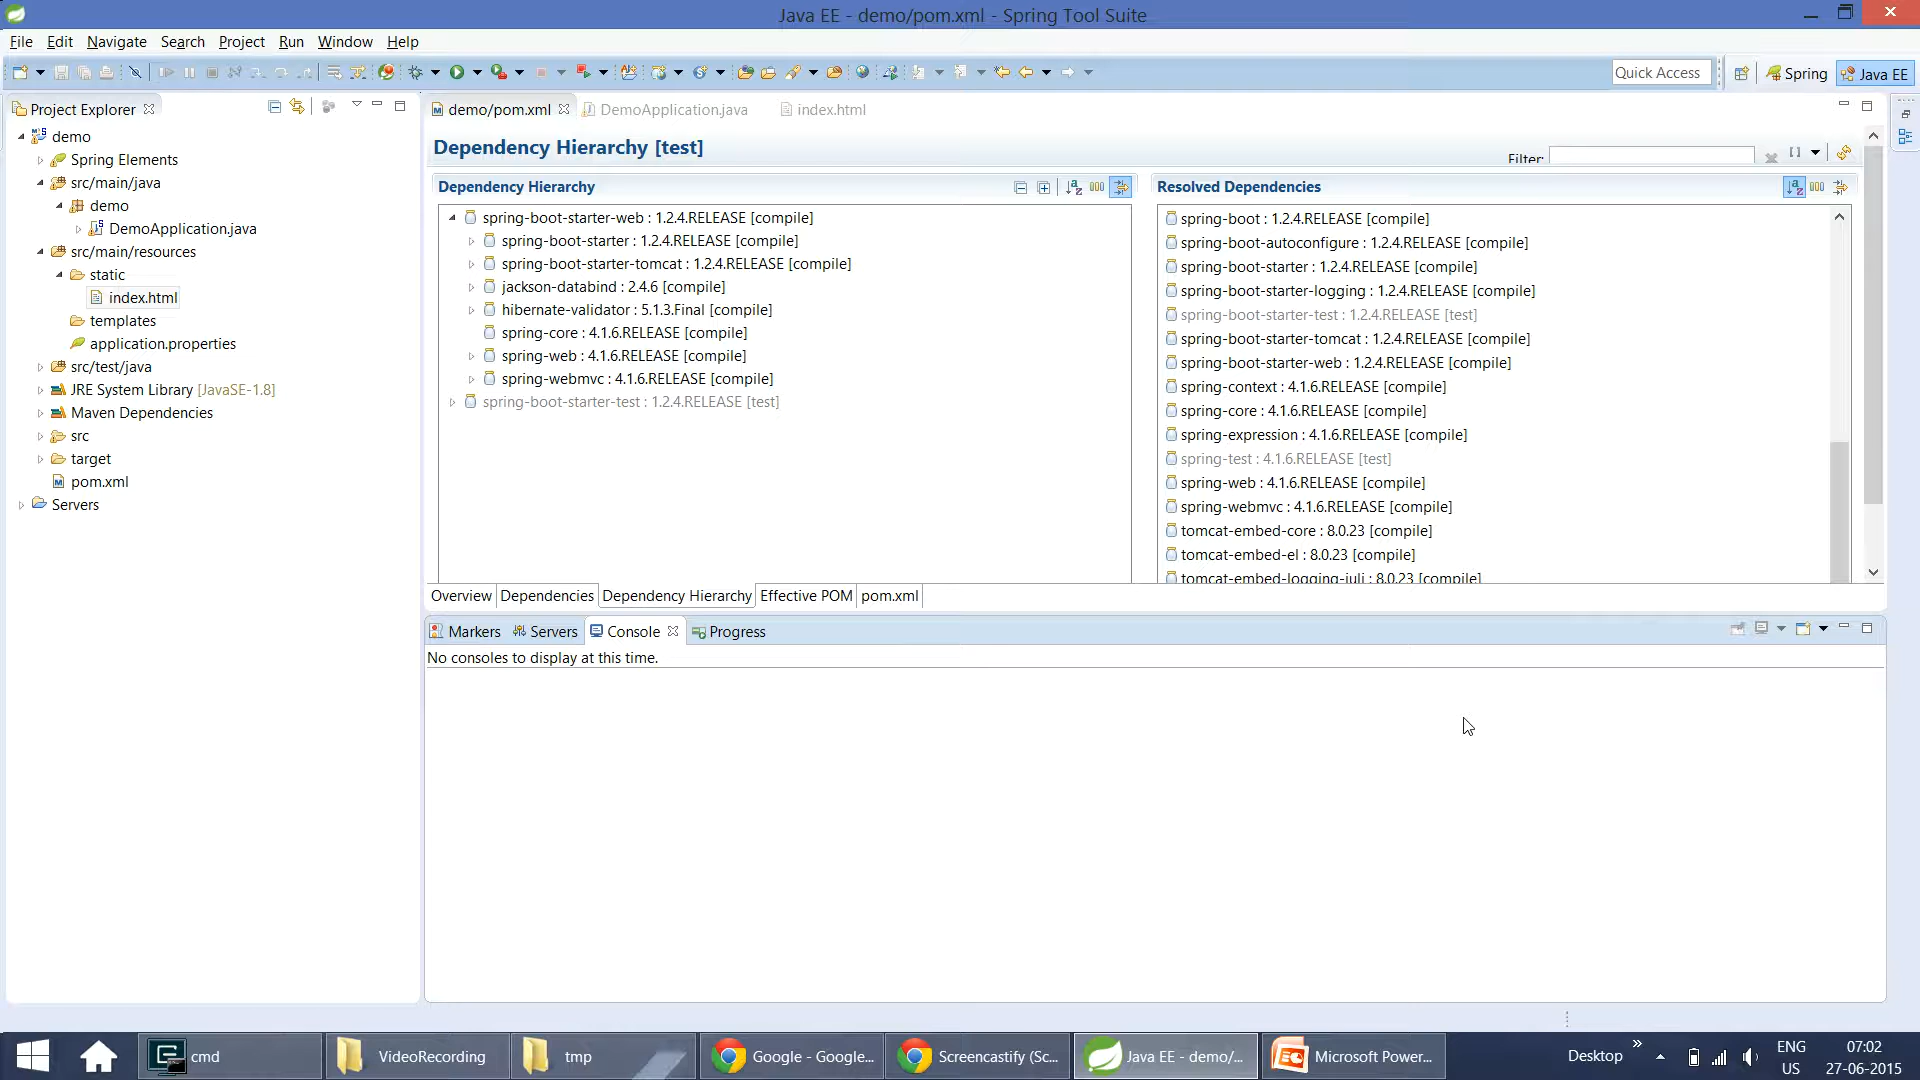 Java EE - demo/pom.xml - Spring Tool Suite
File Edit Navigate Search Project Run Window Help
Quick Access Spring Java EE
Project Explorer
demo
Spring Elements
src/main/java
demo
DemoApplication.java
src/main/resources
static
index.html
templates
application.properties
src/test/java
JRE System Library [JavaSE-1.8]
Maven Dependencies
src
target
pom.xml
Servers
demo/pom.xml DemoApplication.java index.html
Dependency Hierarchy [test]
Filter:
Dependency Hierarchy
spring-boot-starter-web : 1.2.4.RELEASE [compile]
spring-boot-starter : 1.2.4.RELEASE [compile]
spring-boot-starter-tomcat : 1.2.4.RELEASE [compile]
jackson-databind : 2.4.6 [compile]
hibernate-validator : 5.1.3.Final [compile]
spring-core : 4.1.6.RELEASE [compile]
spring-web : 4.1.6.RELEASE [compile]
spring-webmvc : 4.1.6.RELEASE [compile]
spring-boot-starter-test : 1.2.4.RELEASE [test]
Resolved Dependencies
spring-boot : 1.2.4.RELEASE [compile]
spring-boot-autoconfigure : 1.2.4.RELEASE [compile]
spring-boot-starter : 1.2.4.RELEASE [compile]
spring-boot-starter-logging : 1.2.4.RELEASE [compile]
spring-boot-starter-test : 1.2.4.RELEASE [test]
spring-boot-starter-tomcat : 1.2.4.RELEASE [compile]
spring-boot-starter-web : 1.2.4.RELEASE [compile]
spring-context : 4.1.6.RELEASE [compile]
spring-core : 4.1.6.RELEASE [compile]
spring-expression : 4.1.6.RELEASE [compile]
spring-test : 4.1.6.RELEASE [test]
spring-web : 4.1.6.RELEASE [compile]
spring-webmvc : 4.1.6.RELEASE [compile]
tomcat-embed-core : 8.0.23 [compile]
tomcat-embed-el : 8.0.23 [compile]
tomcat-embed-logging-juli : 8.0.23 [compile]
Overview Dependencies Dependency Hierarchy Effective POM pom.xml
Markers Servers Console Progress
No consoles to display at this time.
cmd VideoRecording tmp Google - Google... Screencastify (Sc... Java EE - demo/... Microsoft Power... Desktop
ENG
US
07:02
27-06-2015